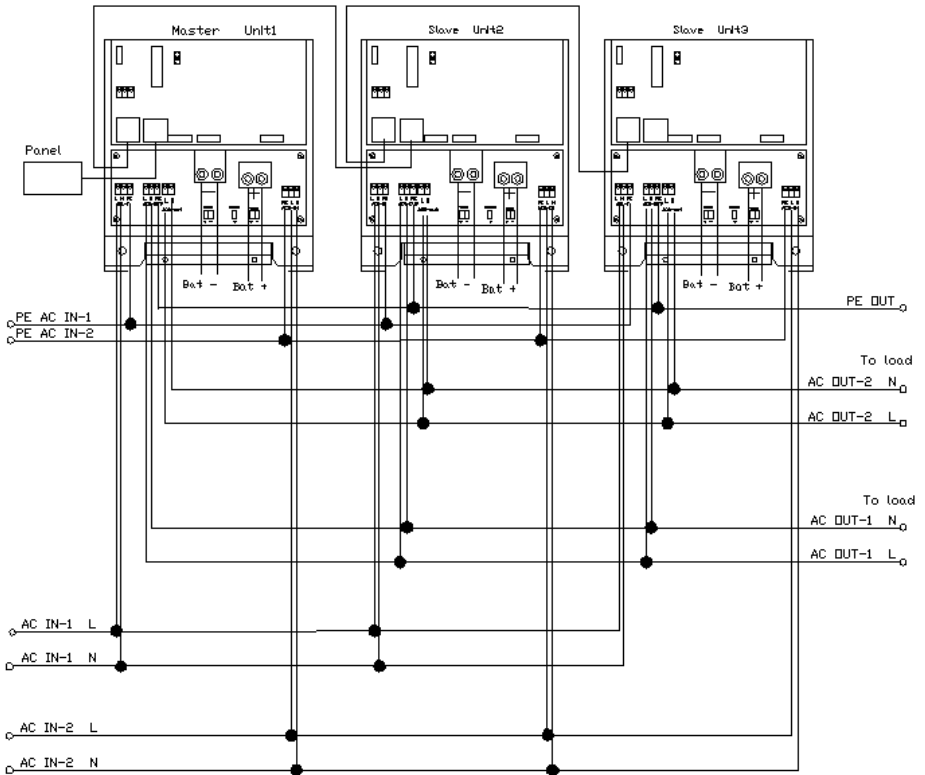 Master Unit1
Slave Unit2
Slave Unit3
Panel
Bat - Bat +
Bat - Bat +
Bat - Bat +
PE OUT
PE AC IN-1
PE AC IN-2
To load
AC OUT-2 N
AC OUT-2 L
To load
AC OUT-1 N
AC OUT-1 L
AC IN-1 L
AC IN-1 N
AC IN-2 L
AC IN-2 N